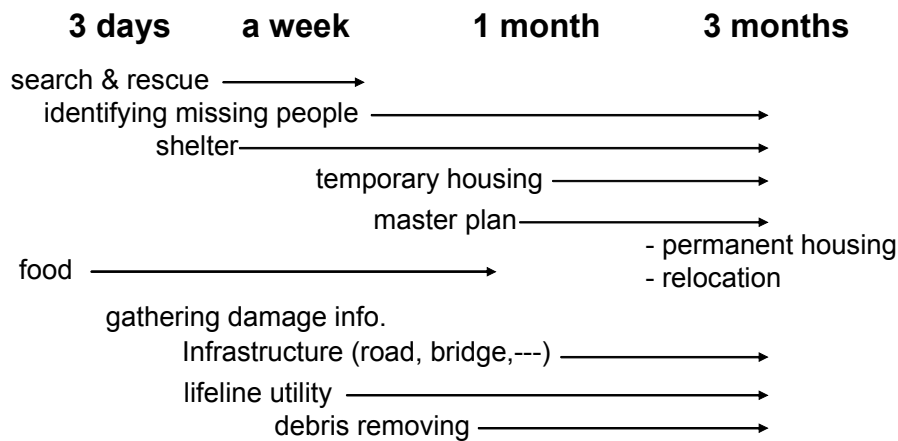 3 days a week 1 month 3 months
search & rescue
identifying missing people
shelter
temporary housing
master plan
- permanent housing
food
- relocation
gathering damage info.
Infrastructure (road, bridge,---)
lifeline utility
debris removing